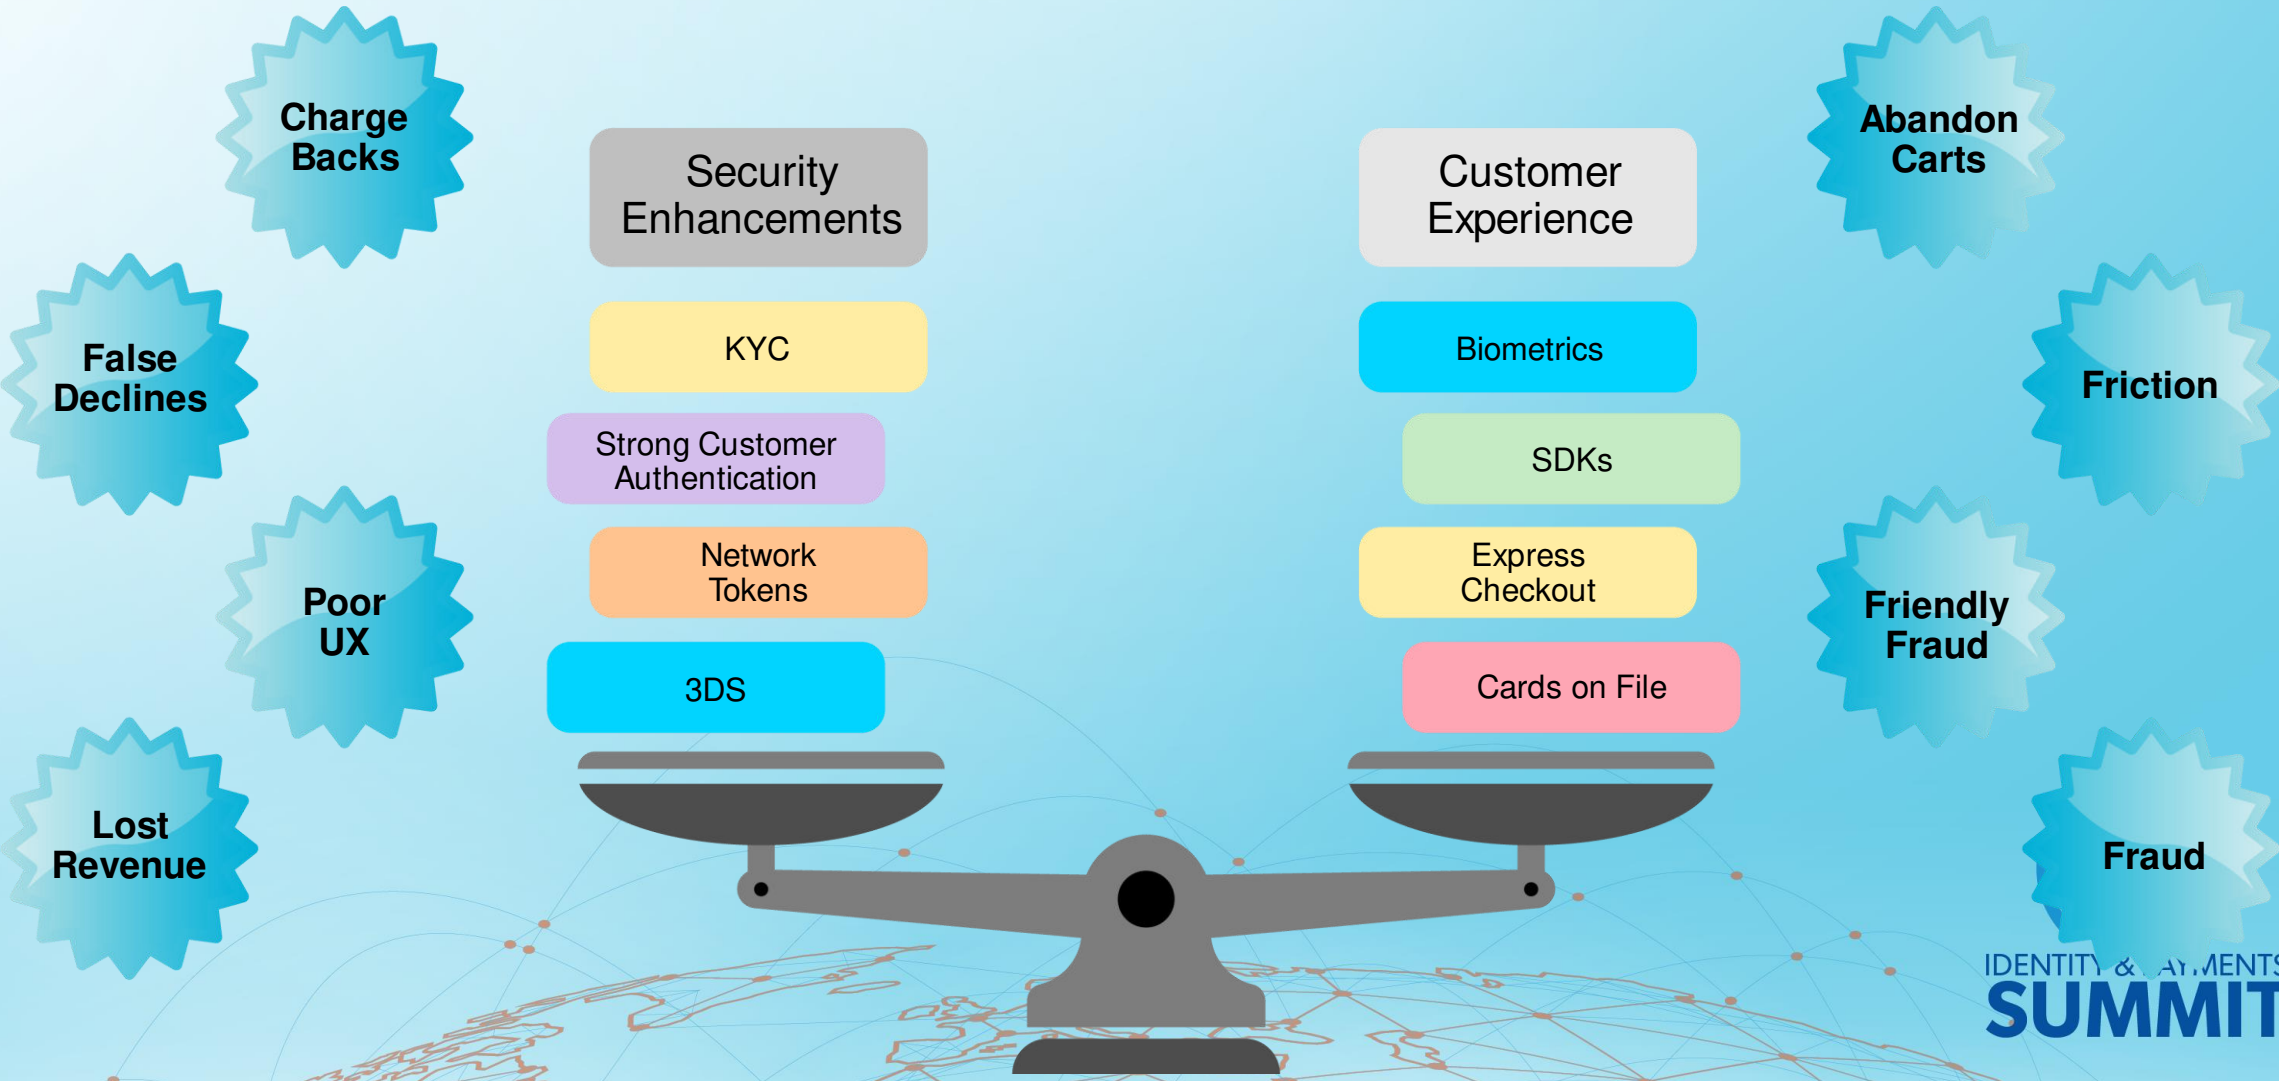 Charge
Backs
False
Declines
Poor
UX
Lost
Revenue
Security
Enhancements
KYC
Strong Customer
Authentication
Network
Tokens
3DS
Customer
Experience
Biometrics
SDKs
Express
Checkout
Cards on File
Abandon
Carts
Friction
Friendly
Fraud
Fraud
IDENTITY & PAYMENTS
SUMMIT